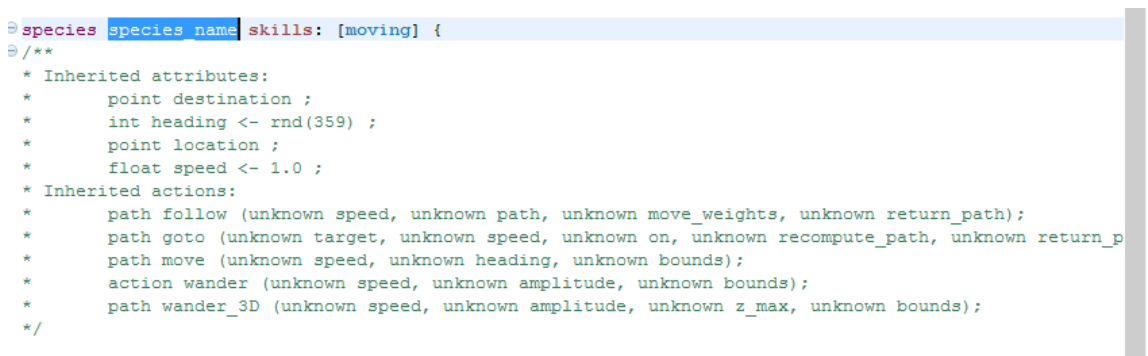 species species_name skills: [moving] {
/**
* Inherited attributes:
* point destination ;
* int heading <- rnd(359) ;
* point location ;
* float speed <- 1.0 ;
* Inherited actions:
* path follow (unknown speed, unknown path, unknown move_weights, unknown return_path);
* path goto (unknown target, unknown speed, unknown on, unknown recompute_path, unknown return_p
* path move (unknown speed, unknown heading, unknown bounds);
* action wander (unknown speed, unknown amplitude, unknown bounds);
* path wander_3D (unknown speed, unknown amplitude, unknown z_max, unknown bounds);
*/